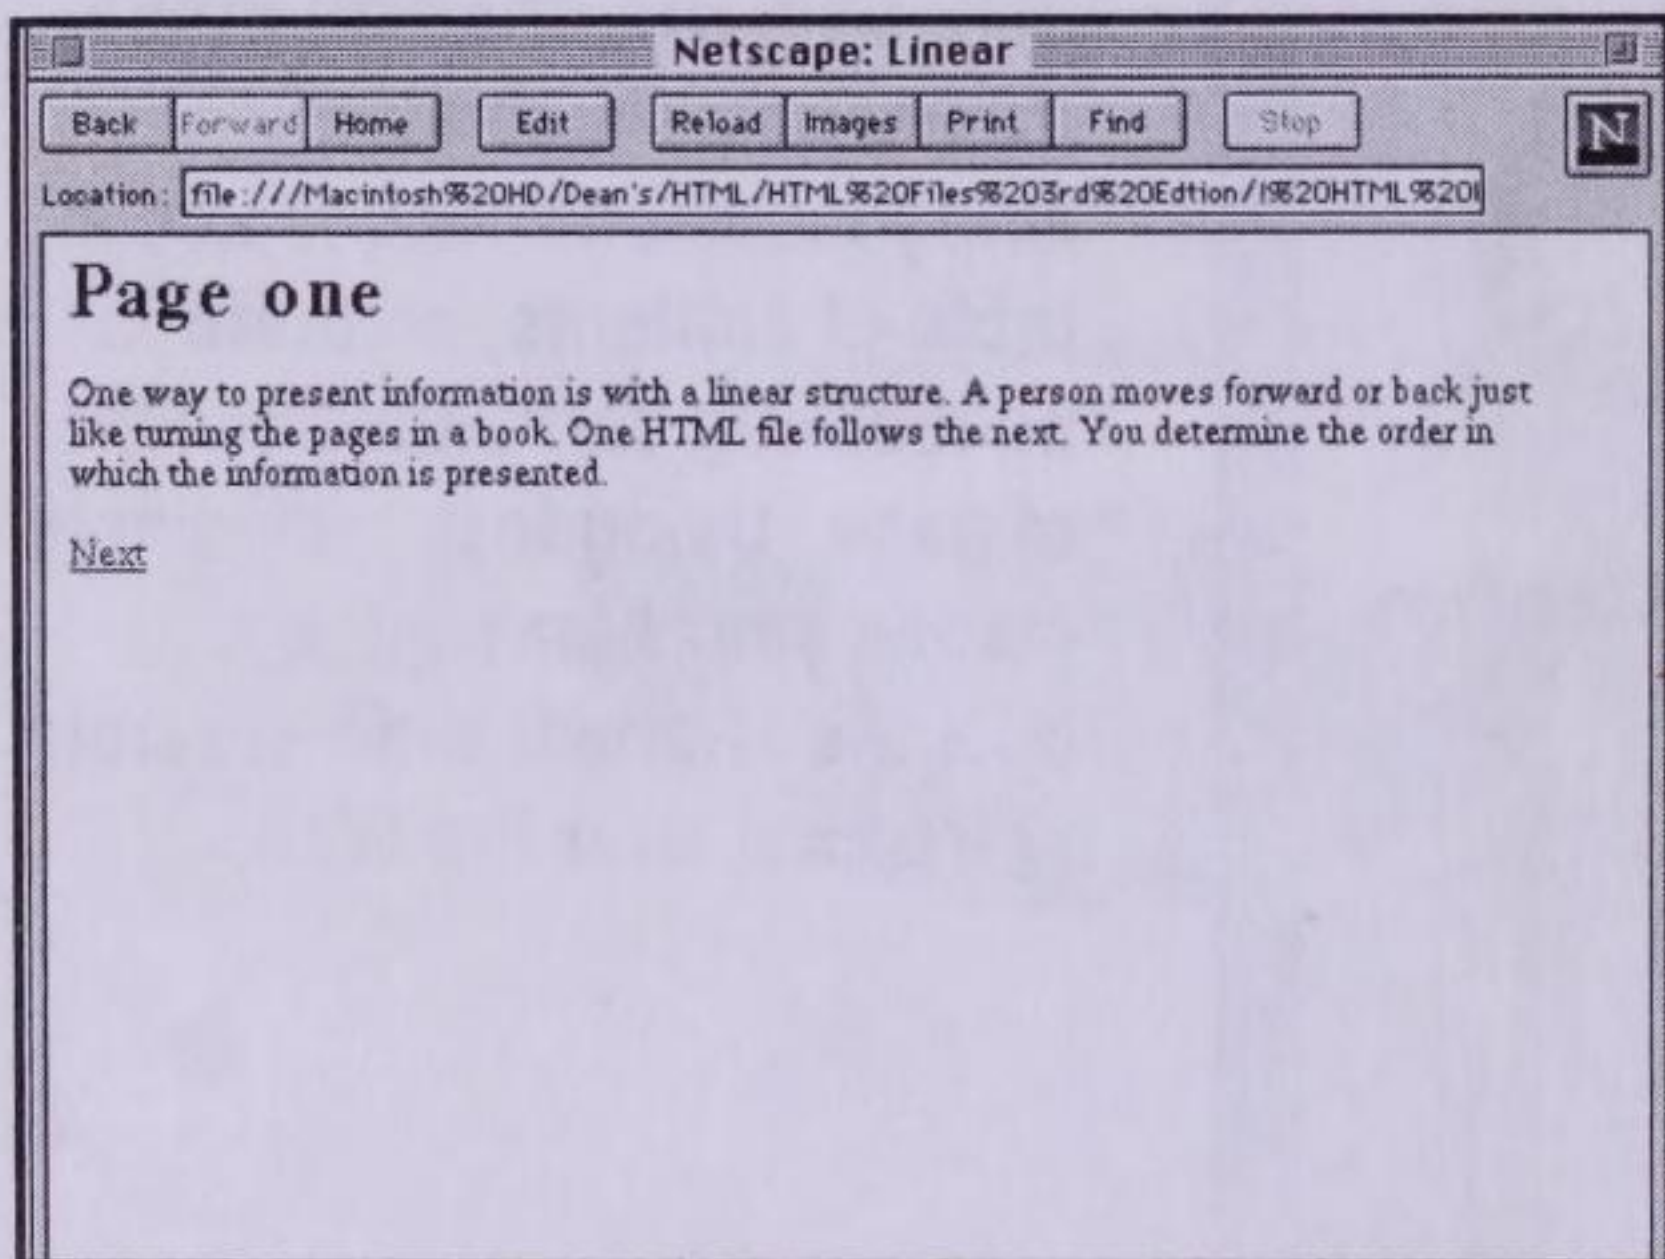 Netscape: Linear
Back Forward Home Edit Reload Images Print Find Stop
N
Location: file:///Macintosh%20HD/Dean's/HTML/HTML%20Files%203rd%20Edtion/1%20HTML%20
Page one
One way to present information is with a linear structure. A person moves forward or back just
like turning the pages in a book. One HTML file follows the next. You determine the order in
which the information is presented.
Next